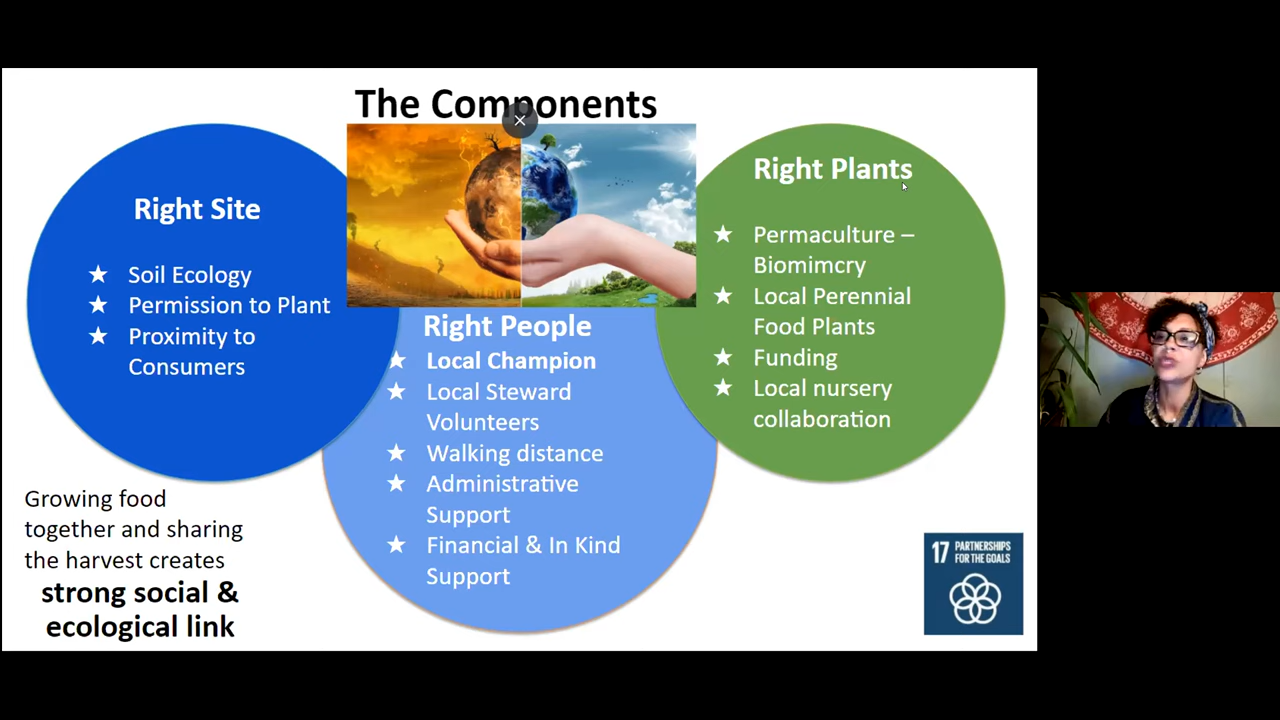 The Components
Right Site
★ Soil Ecology
★ Permission to Plant
★ Proximity to
Consumers
Right People
★ Local Champion
★ Local Steward
Volunteers
★ Walking distance
★ Administrative
Support
★ Financial & In Kind
Support
Right Plants
★ Permaculture –
Biomimcry
★ Local Perennial
Food Plants
★ Funding
★ Local nursery
collaboration
Growing food
together and sharing
the harvest creates
strong social &
ecological link
17 PARTNERSHIPS
FOR THE GOALS